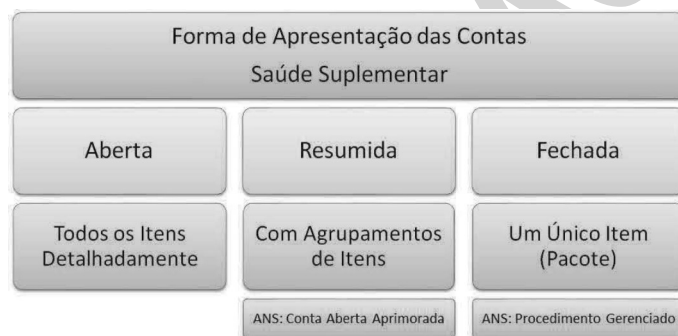 Forma de Apresentação das Contas
Saúde Suplementar
Aberta
Resumida
Fechada
Todos os Itens
Detalhadamente
Com Agrupamentos
de Itens
Um Único Item
(Pacote)
ANS: Conta Aberta Aprimorada
ANS: Procedimento Gerenciado